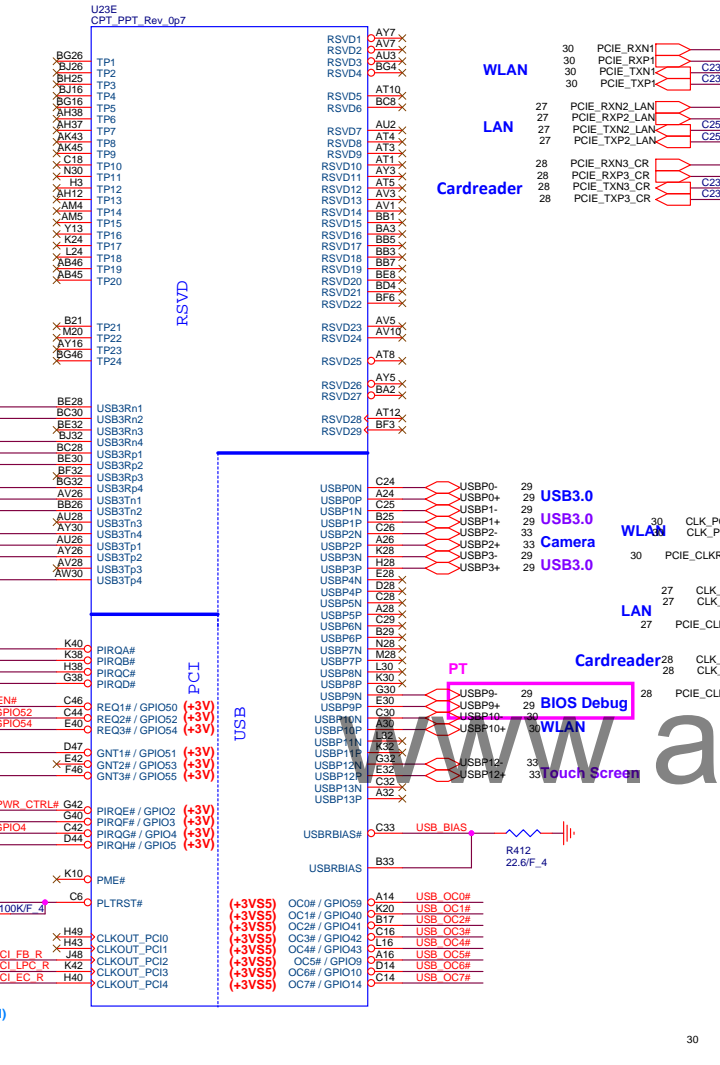 U23E
CPT_PPT_Rev_0p7
BG26 TP1
BJ26 TP2
BH25 TP3
BJ16 TP4
BG16 TP5
AH38 TP6
AH37 TP7
AK43 TP8
AK45 TP9
C18 TP10
N30 TP11
H3 TP12
AH12 TP13
AM4 TP14
AM5 TP15
Y13 TP16
K24 TP17
L24 TP18
AB46 TP19
AB45 TP20
B21 TP21
M20 TP22
AY16 TP23
BG46 TP24
RSVD
RSVD1 AY7
RSVD2 AV7
RSVD3 AU3
RSVD4 BG4
RSVD5 AT10
RSVD6 BC8
RSVD7 AU2
RSVD8 AT4
RSVD9 AT3
RSVD10 AT1
RSVD11 AY3
RSVD12 AT5
RSVD13 AV3
RSVD14 AV1
RSVD15 BB1
RSVD16 BA3
RSVD17 BB5
RSVD18 BB3
RSVD19 BB7
RSVD20 BE8
RSVD21 BD4
RSVD22 BF6
RSVD23 AV5
RSVD24 AV10
RSVD25 AT8
RSVD26 AY5
RSVD27 BA2
RSVD28 AT12
RSVD29 BF3
BE28 USB3Rn1
BC30 USB3Rn2
BE32 USB3Rn3
BJ32 USB3Rn4
BC28 USB3Rp1
BE30 USB3Rp2
BF32 USB3Rp3
BG32 USB3Rp4
AV26 USB3Tn1
BB26 USB3Tn2
AU28 USB3Tn3
AY30 USB3Tn4
AU26 USB3Tp1
AY26 USB3Tp2
AV28 USB3Tp3
AW30 USB3Tp4
USBP0N C24 USBP0- 29
USBP0P A24 USBP0+ 29 USB3.0
USBP1N C25 USBP1- 29
USBP1P B25 USBP1+ 29 USB3.0
USBP2N C26 USBP2- 33
USBP2P A26 USBP2+ 33 Camera
USBP3N K28 USBP3- 29
USBP3P H28 USBP3+ 29 USB3.0
USBP4N E28
USBP4P D28
USBP5N C28
USBP5P A28
USBP6N C29
USBP6P B29
USBP7N N28
USBP7P M28
USBP8N L30
USBP8P K30
PT
USBP9N G30 USBP9- 29
USBP9P E30 USBP9+ 29 BIOS Debug
USBP10N C30 USBP10- 30
USBP10P A30 USBP10+ 30 WLAN
USBP11N L32
USBP11P K32
USBP12N G32 USBP12- 33
USBP12P E32 USBP12+ 33 Touch Screen
USBP13N C32
USBP13P A32
USBRBIAS# C33 USB_BIAS
R412
22.6/F_4
USBRBIAS B33
PCI
USB
K40 PIRQA#
K38 PIRQB#
H38 PIRQC#
G38 PIRQD#
EN# C46 REQ1# / GPIO50 (+3V)
GPIO52 C44 REQ2# / GPIO52 (+3V)
GPIO54 E40 REQ3# / GPIO54 (+3V)
D47 GNT1# / GPIO51 (+3V)
E42 GNT2# / GPIO53 (+3V)
F46 GNT3# / GPIO55 (+3V)
PWR_CTRL# G42 PIRQE# / GPIO2 (+3V)
G40 PIRQF# / GPIO3 (+3V)
GPIO4 C42 PIRQG# / GPIO4 (+3V)
D44 PIRQH# / GPIO5 (+3V)
K10 PME#
C6 PLTRST#
100K/F_4
H49 CLKOUT_PCI0
H43 CLKOUT_PCI1
PCI_FB_R J48 CLKOUT_PCI2
PCI_LPC_R K42 CLKOUT_PCI3
PCI_EC_R H40 CLKOUT_PCI4
(+3VS5) OC0# / GPIO59 A14 USB_OC0#
(+3VS5) OC1# / GPIO40 K20 USB_OC1#
(+3VS5) OC2# / GPIO41 B17 USB_OC2#
(+3VS5) OC3# / GPIO42 C16 USB_OC3#
(+3VS5) OC4# / GPIO43 L16 USB_OC4#
(+3VS5) OC5# / GPIO9 A16 USB_OC5#
(+3VS5) OC6# / GPIO10 D14 USB_OC6#
(+3VS5) OC7# / GPIO14 C14 USB_OC7#
WLAN
30 PCIE_RXN1
30 PCIE_RXP1
30 PCIE_TXN1 C23
30 PCIE_TXP1 C23
LAN
27 PCIE_RXN2_LAN
27 PCIE_RXP2_LAN
27 PCIE_TXN2_LAN C25
27 PCIE_TXP2_LAN C25
Cardreader
28 PCIE_RXN3_CR
28 PCIE_RXP3_CR
28 PCIE_TXN3_CR C23
28 PCIE_TXP3_CR C23
WLAN
30 CLK_PC
30 CLK_P
30 PCIE_CLKR
LAN
27 CLK_
27 CLK_
27 PCIE_CL
Cardreader
28 CLK_
28 CLK_
28 PCIE_CL
www.a
30